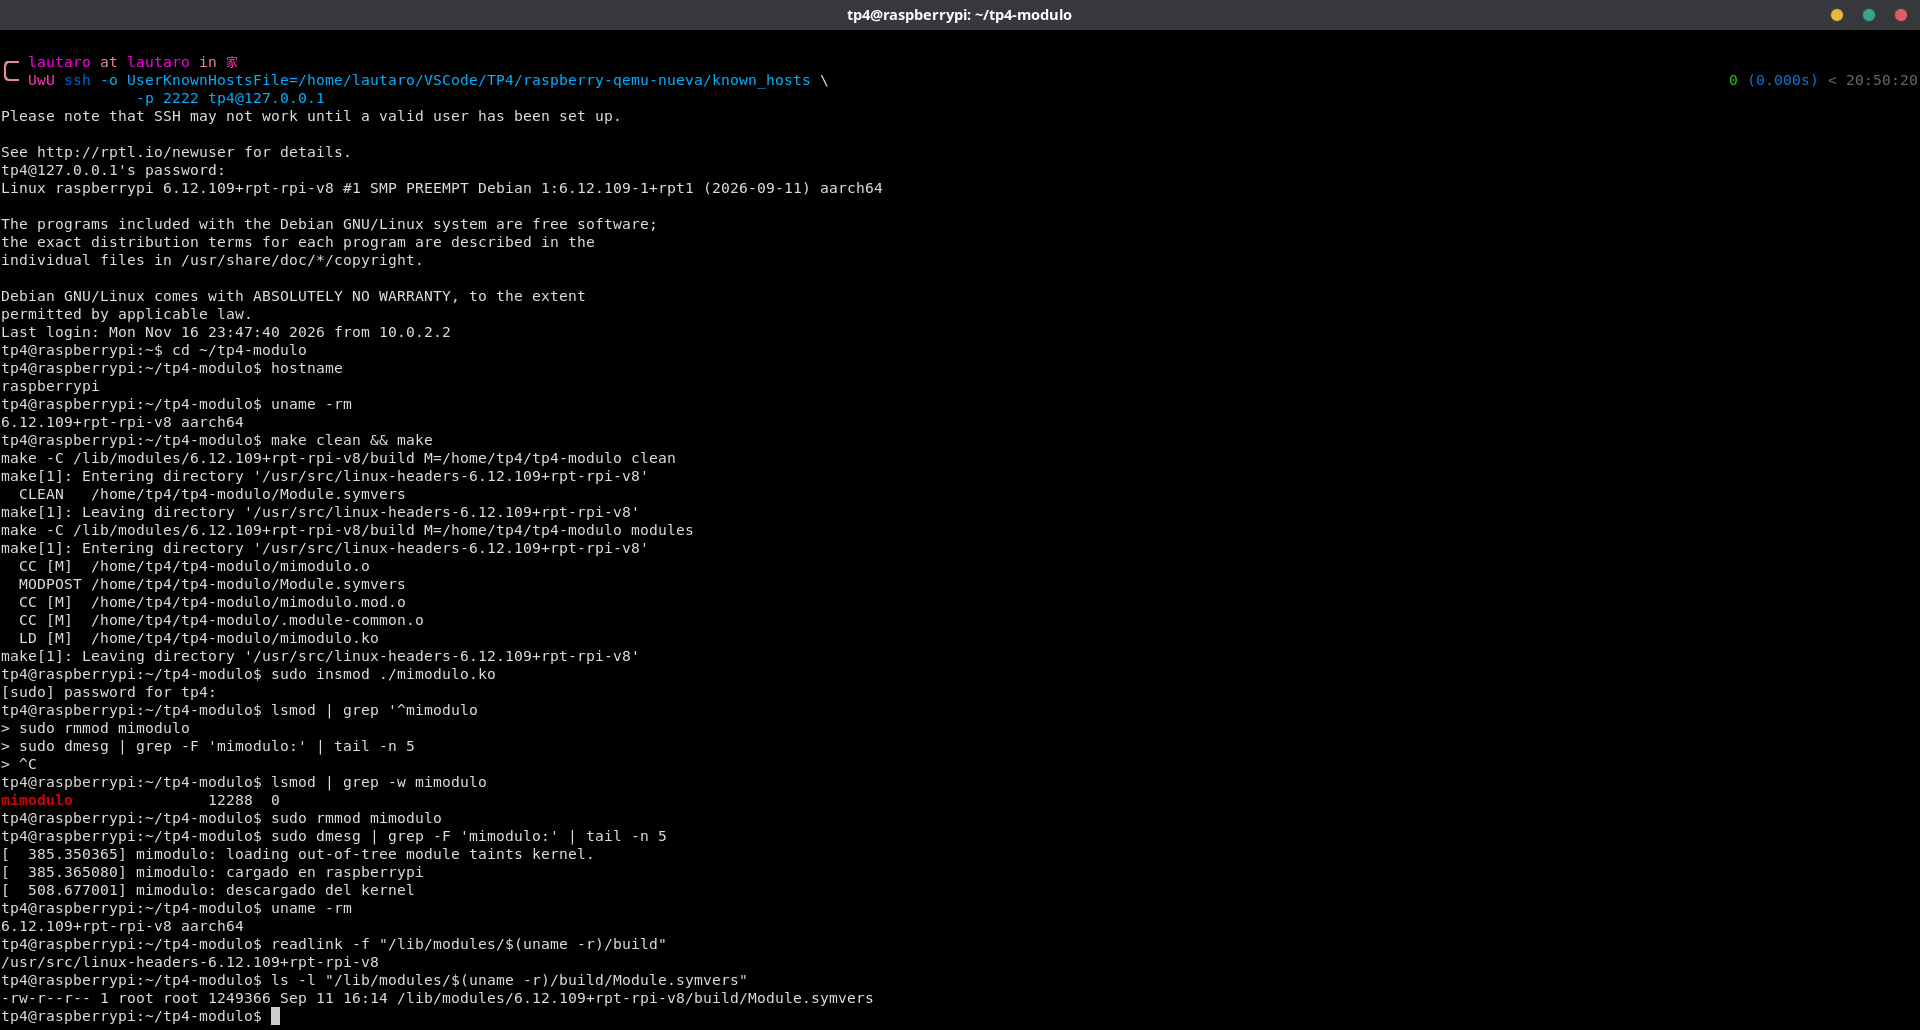 tp4@raspberrypi: ~/tp4-modulo
lautaro at lautaro in 家
UwU ssh -o UserKnownHostsFile=/home/lautaro/VSCode/TP4/raspberry-qemu-nueva/known_hosts \ 0 (0.000s) < 20:50:20
-p 2222 tp4@127.0.0.1
Please note that SSH may not work until a valid user has been set up.
See http://rptl.io/newuser for details.
tp4@127.0.0.1's password:
Linux raspberrypi 6.12.109+rpt-rpi-v8 #1 SMP PREEMPT Debian 1:6.12.109-1+rpt1 (2026-09-11) aarch64
The programs included with the Debian GNU/Linux system are free software;
the exact distribution terms for each program are described in the
individual files in /usr/share/doc/*/copyright.
Debian GNU/Linux comes with ABSOLUTELY NO WARRANTY, to the extent
permitted by applicable law.
Last login: Mon Nov 16 23:47:40 2026 from 10.0.2.2
tp4@raspberrypi:~$ cd ~/tp4-modulo
tp4@raspberrypi:~/tp4-modulo$ hostname
raspberrypi
tp4@raspberrypi:~/tp4-modulo$ uname -rm
6.12.109+rpt-rpi-v8 aarch64
tp4@raspberrypi:~/tp4-modulo$ make clean && make
make -C /lib/modules/6.12.109+rpt-rpi-v8/build M=/home/tp4/tp4-modulo clean
make[1]: Entering directory '/usr/src/linux-headers-6.12.109+rpt-rpi-v8'
  CLEAN   /home/tp4/tp4-modulo/Module.symvers
make[1]: Leaving directory '/usr/src/linux-headers-6.12.109+rpt-rpi-v8'
make -C /lib/modules/6.12.109+rpt-rpi-v8/build M=/home/tp4/tp4-modulo modules
make[1]: Entering directory '/usr/src/linux-headers-6.12.109+rpt-rpi-v8'
  CC [M]  /home/tp4/tp4-modulo/mimodulo.o
  MODPOST /home/tp4/tp4-modulo/Module.symvers
  CC [M]  /home/tp4/tp4-modulo/mimodulo.mod.o
  CC [M]  /home/tp4/tp4-modulo/.module-common.o
  LD [M]  /home/tp4/tp4-modulo/mimodulo.ko
make[1]: Leaving directory '/usr/src/linux-headers-6.12.109+rpt-rpi-v8'
tp4@raspberrypi:~/tp4-modulo$ sudo insmod ./mimodulo.ko
[sudo] password for tp4:
tp4@raspberrypi:~/tp4-modulo$ lsmod | grep '^mimodulo
> sudo rmmod mimodulo
> sudo dmesg | grep -F 'mimodulo:' | tail -n 5
> ^C
tp4@raspberrypi:~/tp4-modulo$ lsmod | grep -w mimodulo
mimodulo               12288  0
tp4@raspberrypi:~/tp4-modulo$ sudo rmmod mimodulo
tp4@raspberrypi:~/tp4-modulo$ sudo dmesg | grep -F 'mimodulo:' | tail -n 5
[  385.350365] mimodulo: loading out-of-tree module taints kernel.
[  385.365080] mimodulo: cargado en raspberrypi
[  508.677001] mimodulo: descargado del kernel
tp4@raspberrypi:~/tp4-modulo$ uname -rm
6.12.109+rpt-rpi-v8 aarch64
tp4@raspberrypi:~/tp4-modulo$ readlink -f "/lib/modules/$(uname -r)/build"
/usr/src/linux-headers-6.12.109+rpt-rpi-v8
tp4@raspberrypi:~/tp4-modulo$ ls -l "/lib/modules/$(uname -r)/build/Module.symvers"
-rw-r--r-- 1 root root 1249366 Sep 11 16:14 /lib/modules/6.12.109+rpt-rpi-v8/build/Module.symvers
tp4@raspberrypi:~/tp4-modulo$